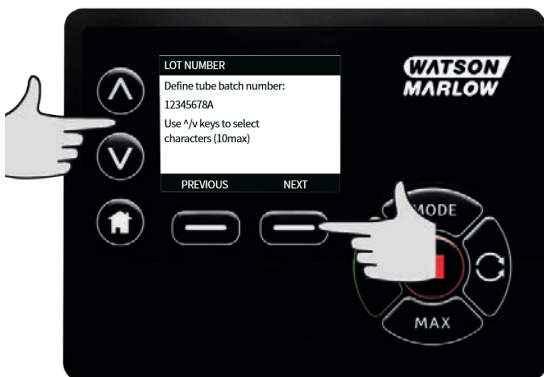 LOT NUMBER
Define tube batch number:
12345678A
Use ^/v keys to select
characters (10max)
PREVIOUS NEXT
WATSON
MARLOW
MODE
MAX